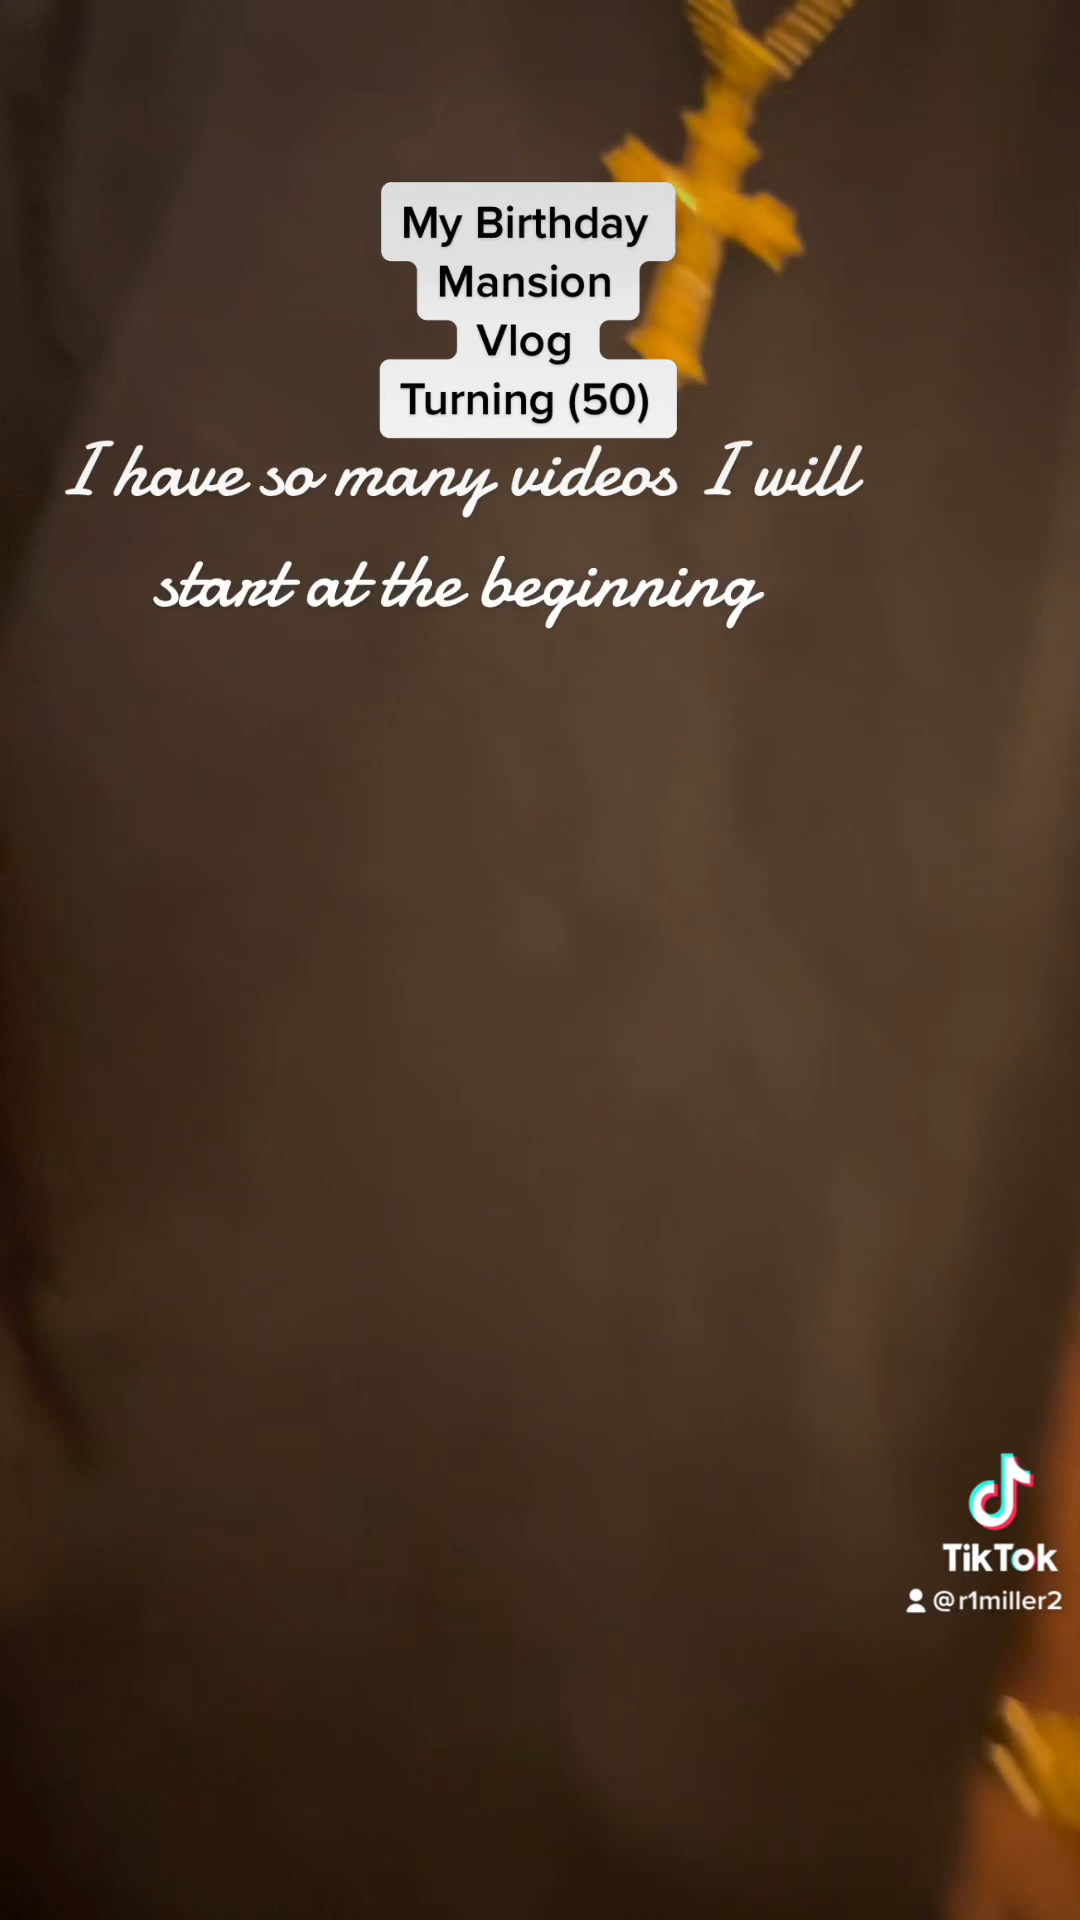 My Birthday
Mansion
Vlog
Turning (50)
I have so many videos I will
start at the beginning
TikTok
@r1miller2